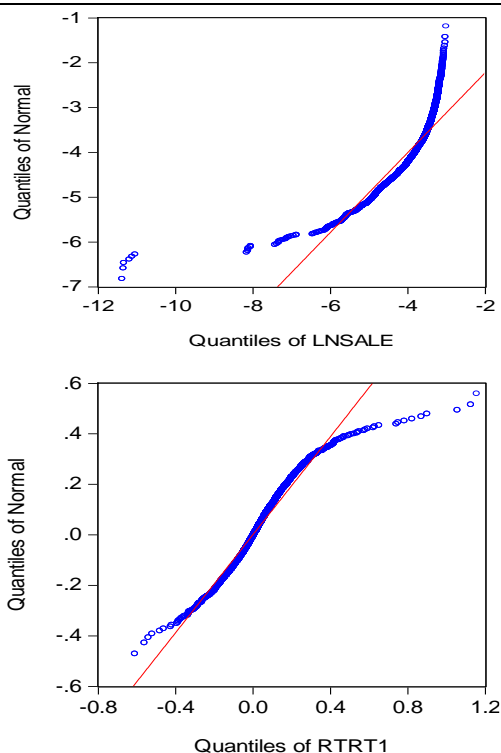 -1
-2
-3
-4
-5
-6
-7
Quantiles of Normal
-12 -10 -8 -6 -4 -2
Quantiles of LNSALE
.6
.4
.2
.0
-.2
-.4
-.6
Quantiles of Normal
-0.8 -0.4 0.0 0.4 0.8 1.2
Quantiles of RTRT1